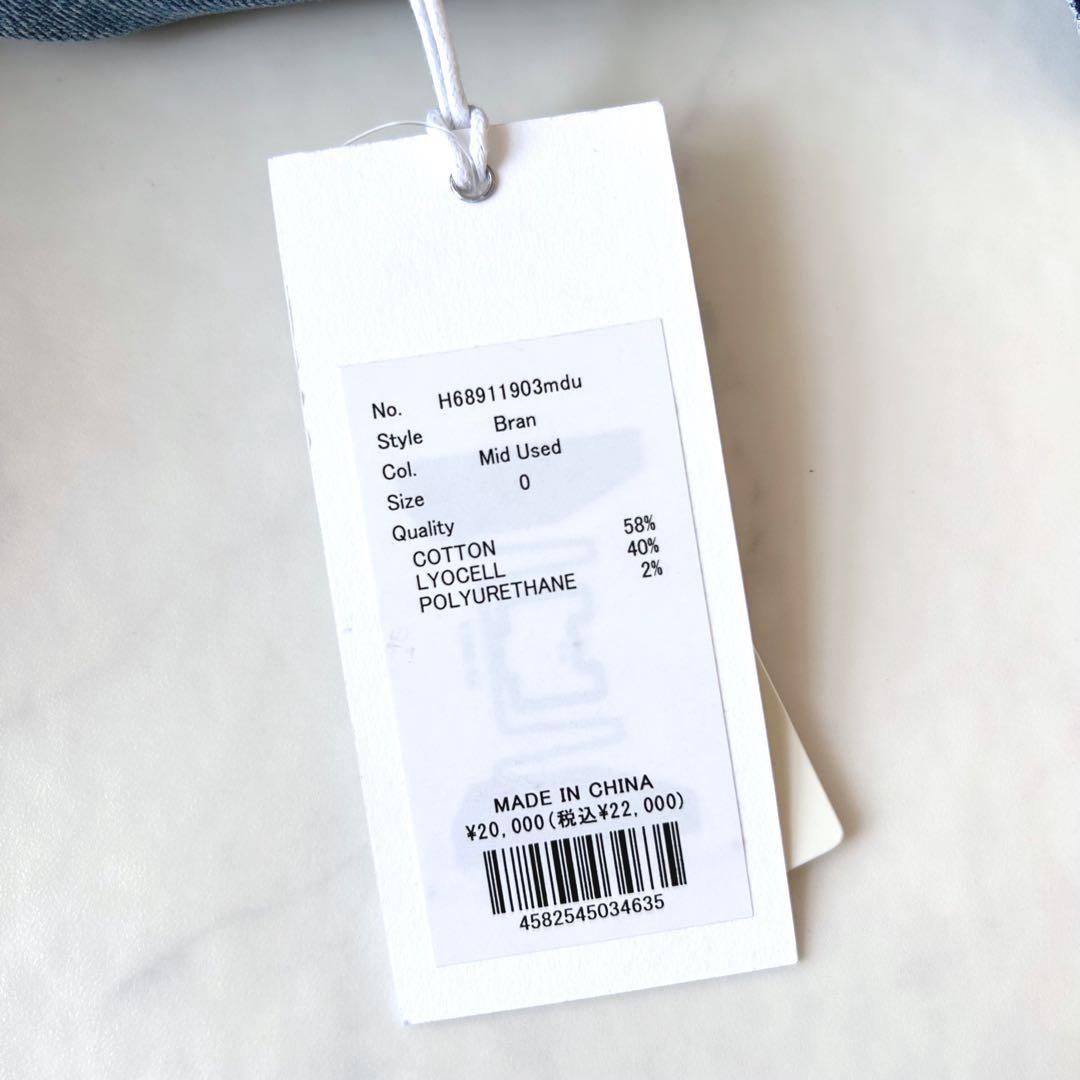 No. H68911903mdu
Style Bran
Col. Mid Used
Size 0
Quality
COTTON 58%
LYOCELL 40%
POLYURETHANE 2%
MADE IN CHINA
¥20,000(税込¥22,000)
4582545034635